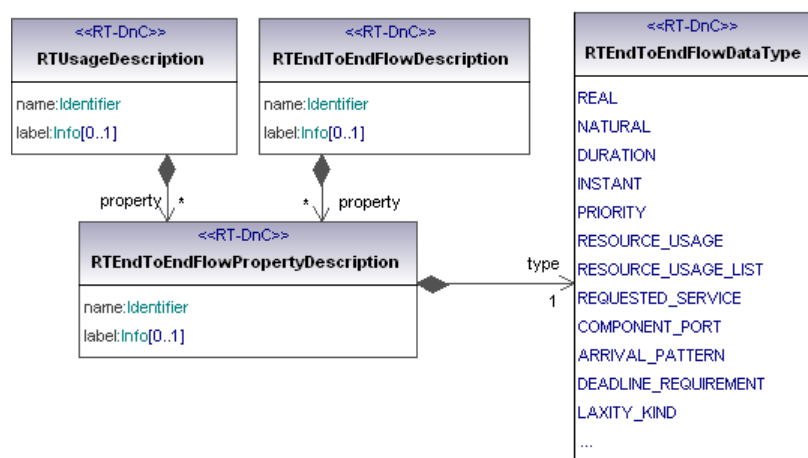 <<RT-DnC>>
RTUsageDescription
name:Identifier
label:Info[0..1]
<<RT-DnC>>
RTEndToEndFlowDescription
name:Identifier
label:Info[0..1]
property
*
*
property
<<RT-DnC>>
RTEndToEndFlowPropertyDescription
name:Identifier
label:Info[0..1]
type
1
<<RT-DnC>>
RTEndToEndFlowDataType
REAL
NATURAL
DURATION
INSTANT
PRIORITY
RESOURCE_USAGE
RESOURCE_USAGE_LIST
REQUESTED_SERVICE
COMPONENT_PORT
ARRIVAL_PATTERN
DEADLINE_REQUIREMENT
LAXITY_KIND
...